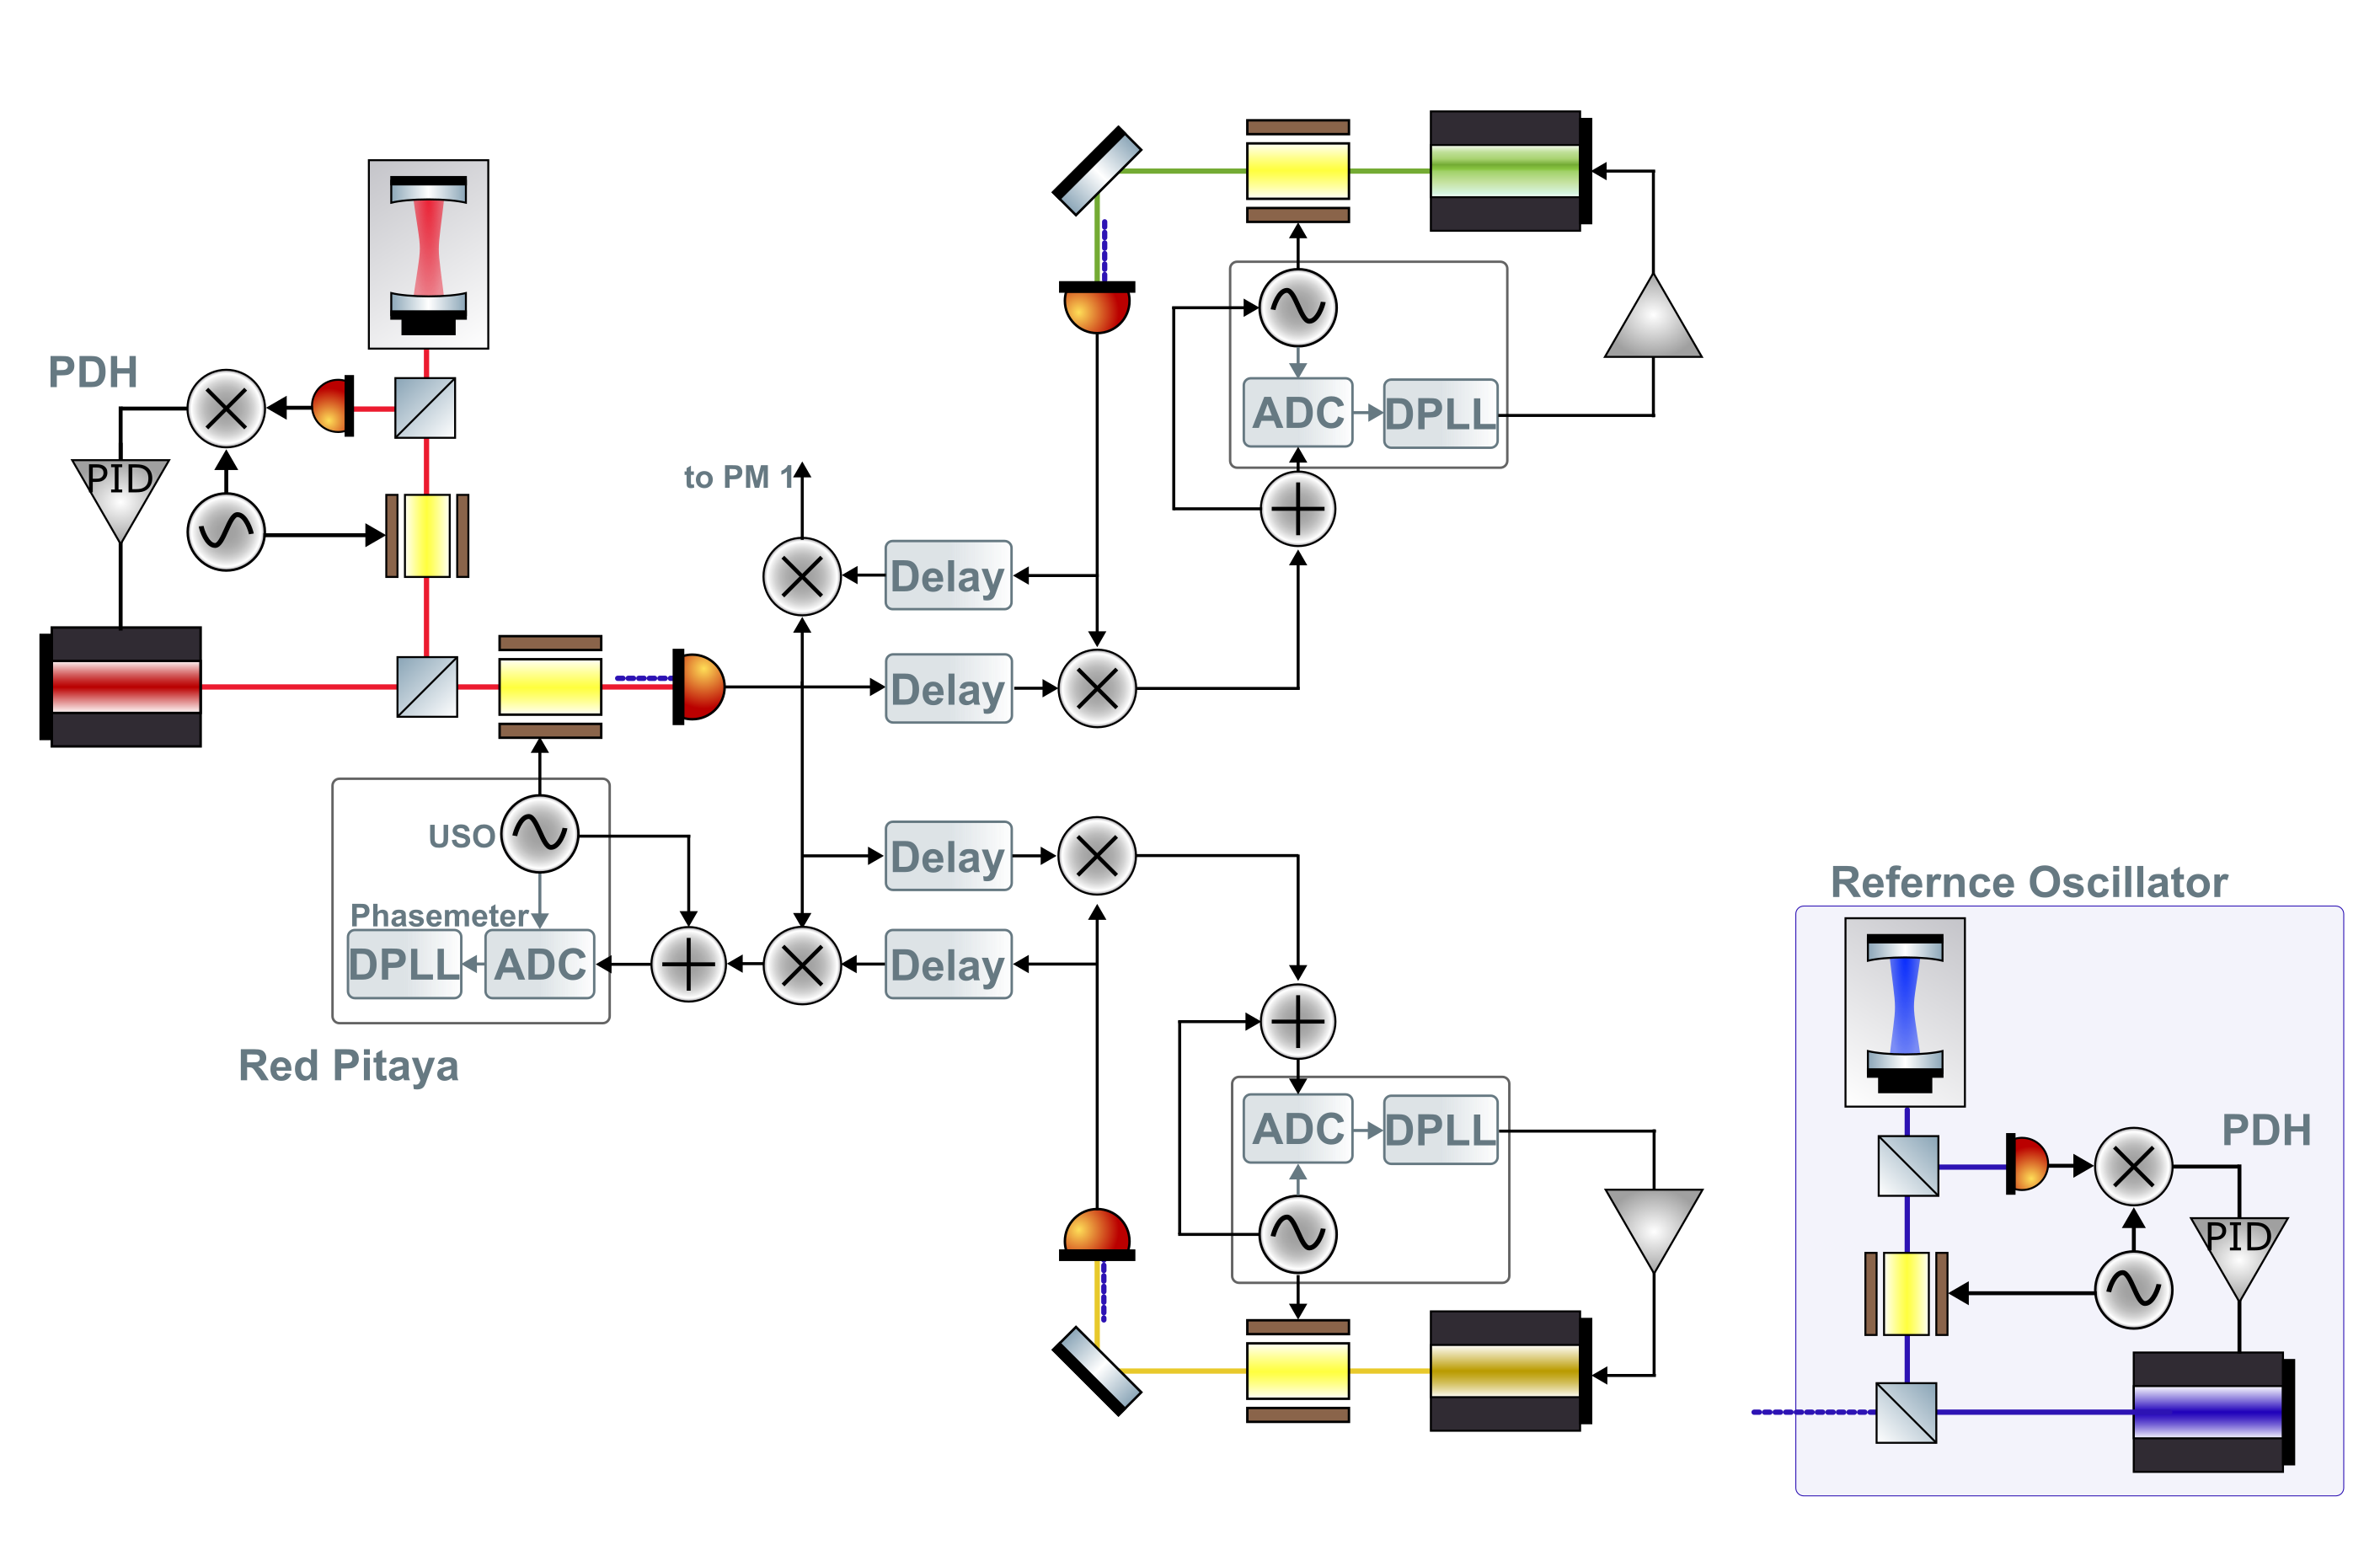 PDH
PID
to PM 1
ADC
DPLL
Delay
Delay
USO
Phasemeter
DPLL
ADC
Delay
Delay
Red Pitaya
ADC
DPLL
Refernce Oscillator
PDH
PID